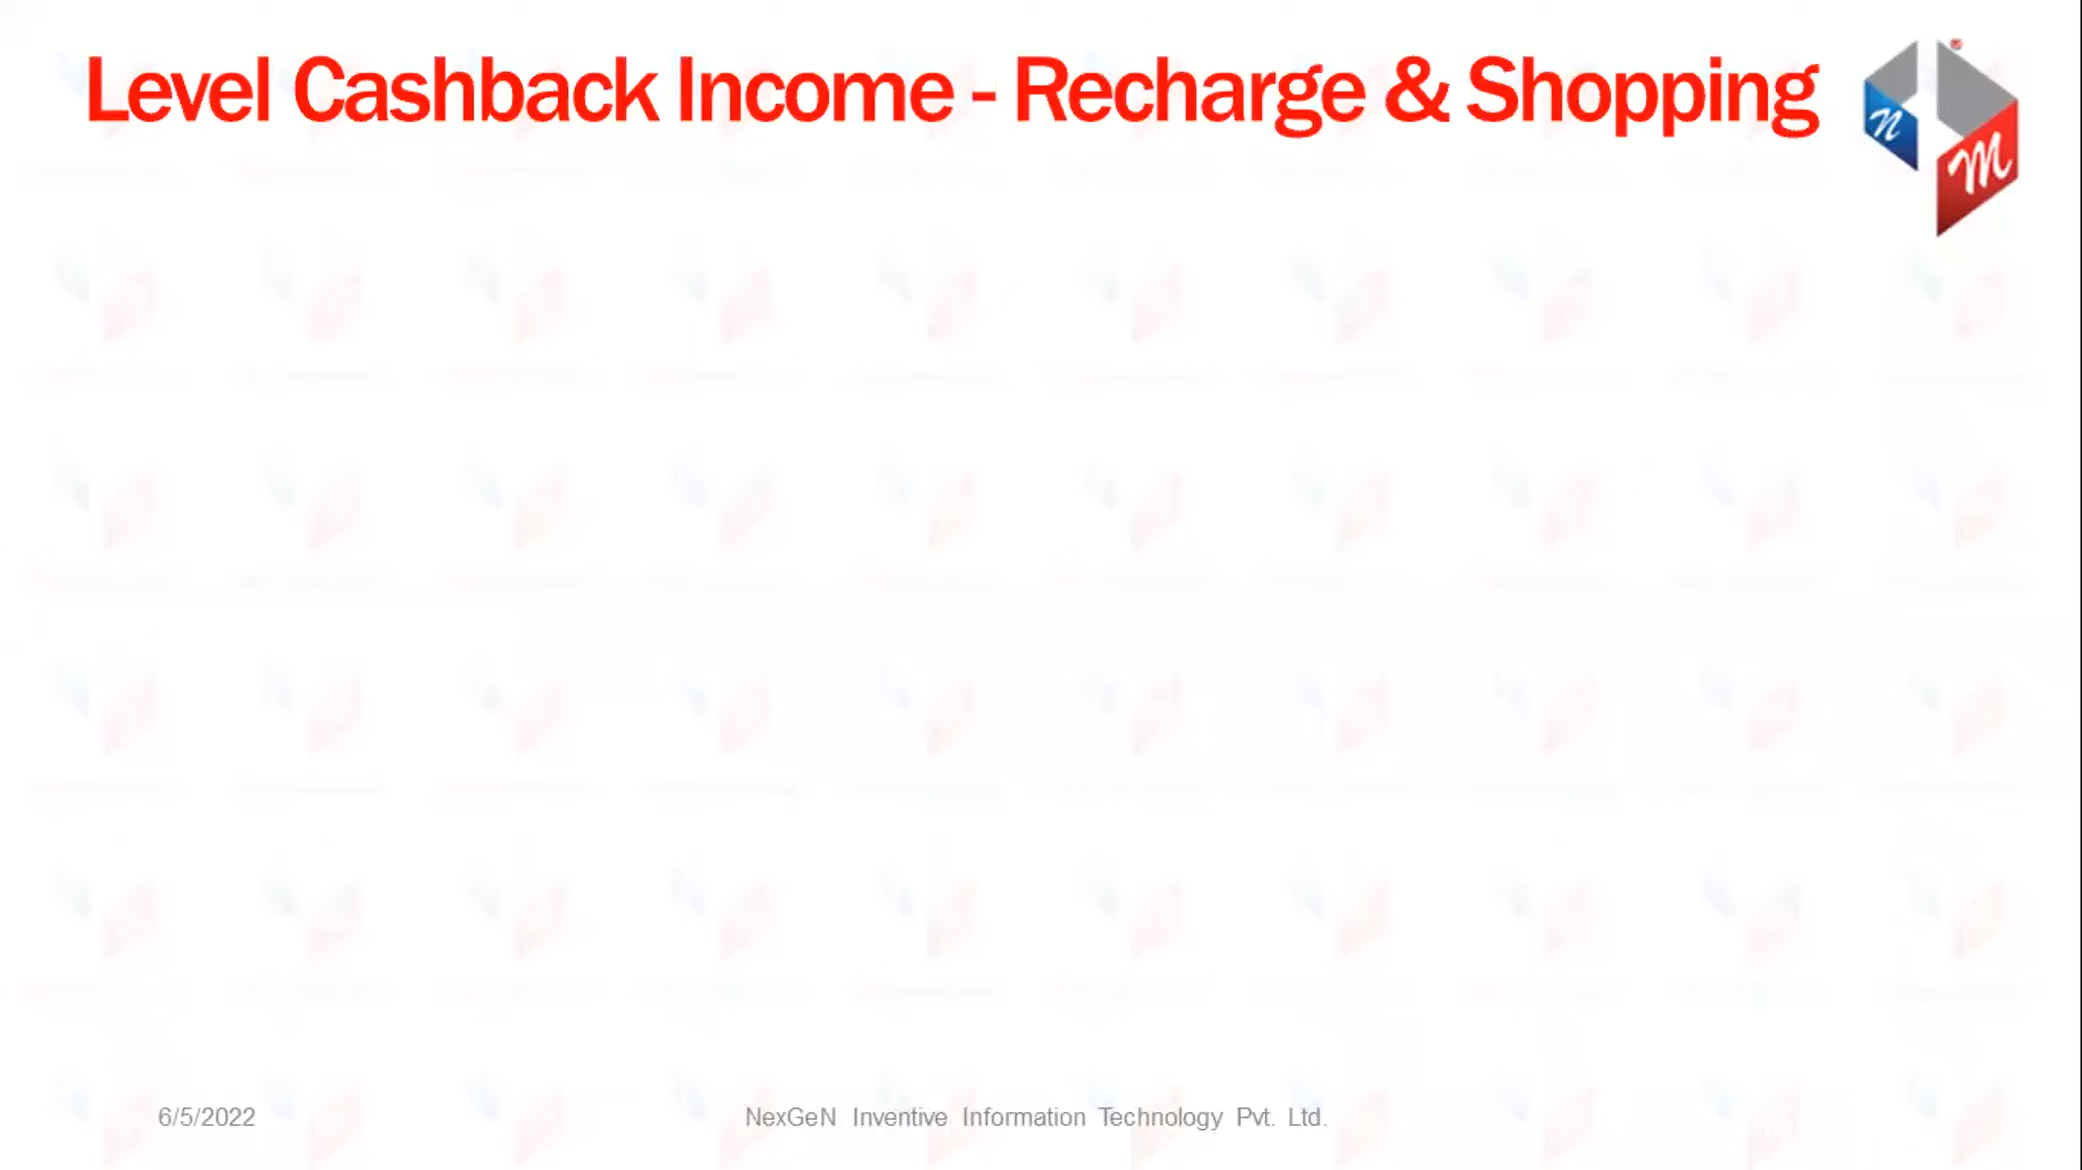 Level Cashback Income - Recharge & Shopping
n
M
®
6/5/2022
NexGeN Inventive Information Technology Pvt. Ltd.